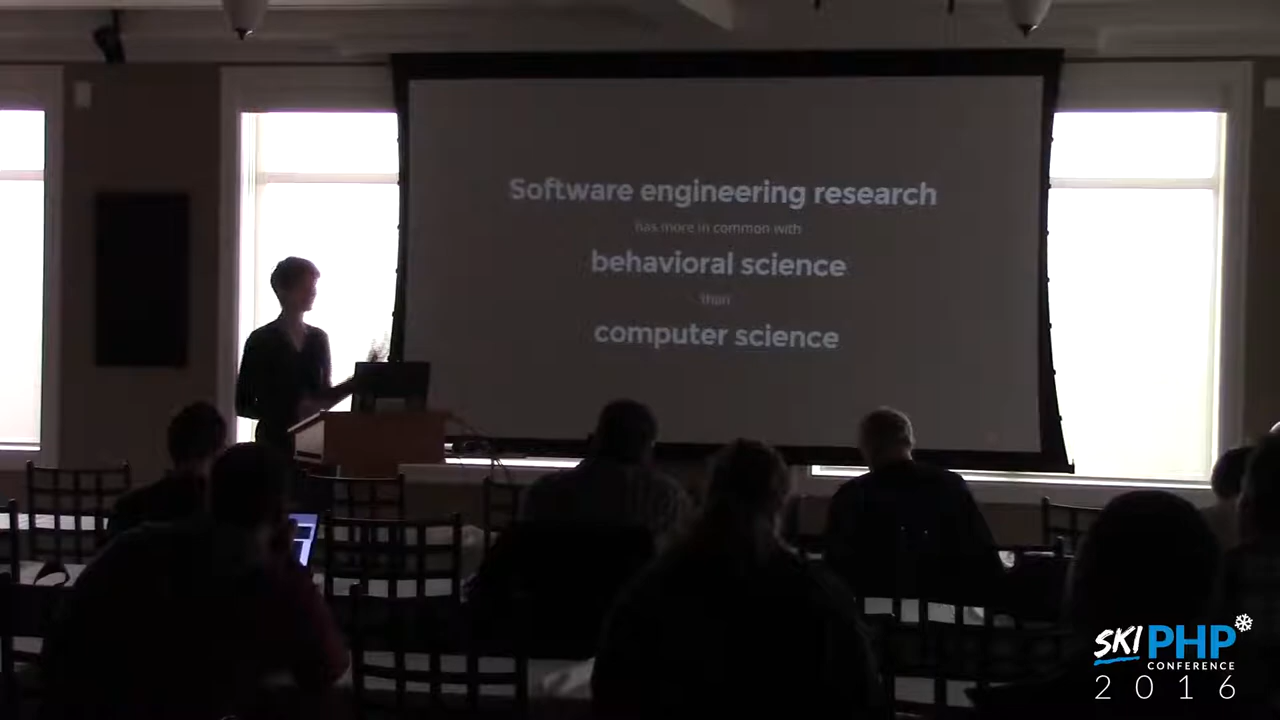 Software engineering research
has more in common with
behavioral science
than
computer science
SKI PHP
CONFERENCE
2016